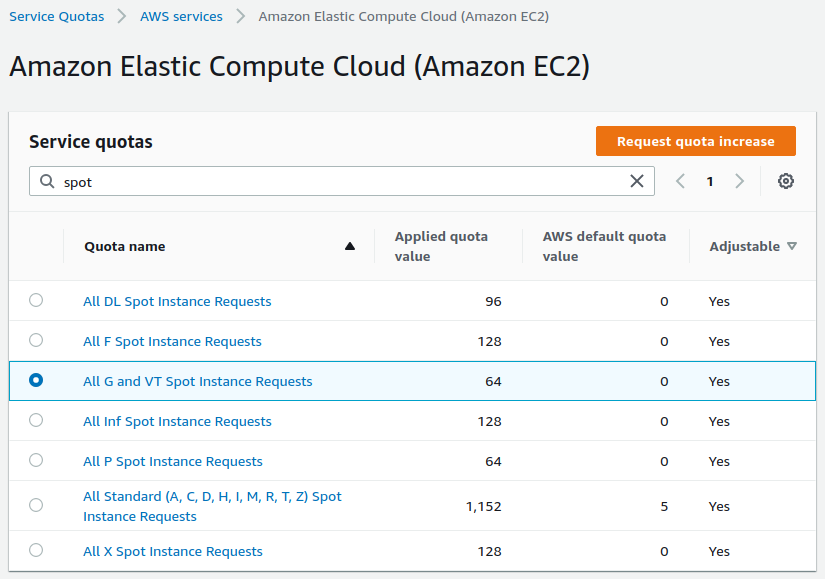 Service Quotas > AWS services > Amazon Elastic Compute Cloud (Amazon EC2)
Amazon Elastic Compute Cloud (Amazon EC2)
Service quotas
Request quota increase
spot
1
Quota name
Applied quota value
AWS default quota value
Adjustable
All DL Spot Instance Requests 96 0 Yes
All F Spot Instance Requests 128 0 Yes
All G and VT Spot Instance Requests 64 0 Yes
All Inf Spot Instance Requests 128 0 Yes
All P Spot Instance Requests 64 0 Yes
All Standard (A, C, D, H, I, M, R, T, Z) Spot
Instance Requests 1,152 5 Yes
All X Spot Instance Requests 128 0 Yes